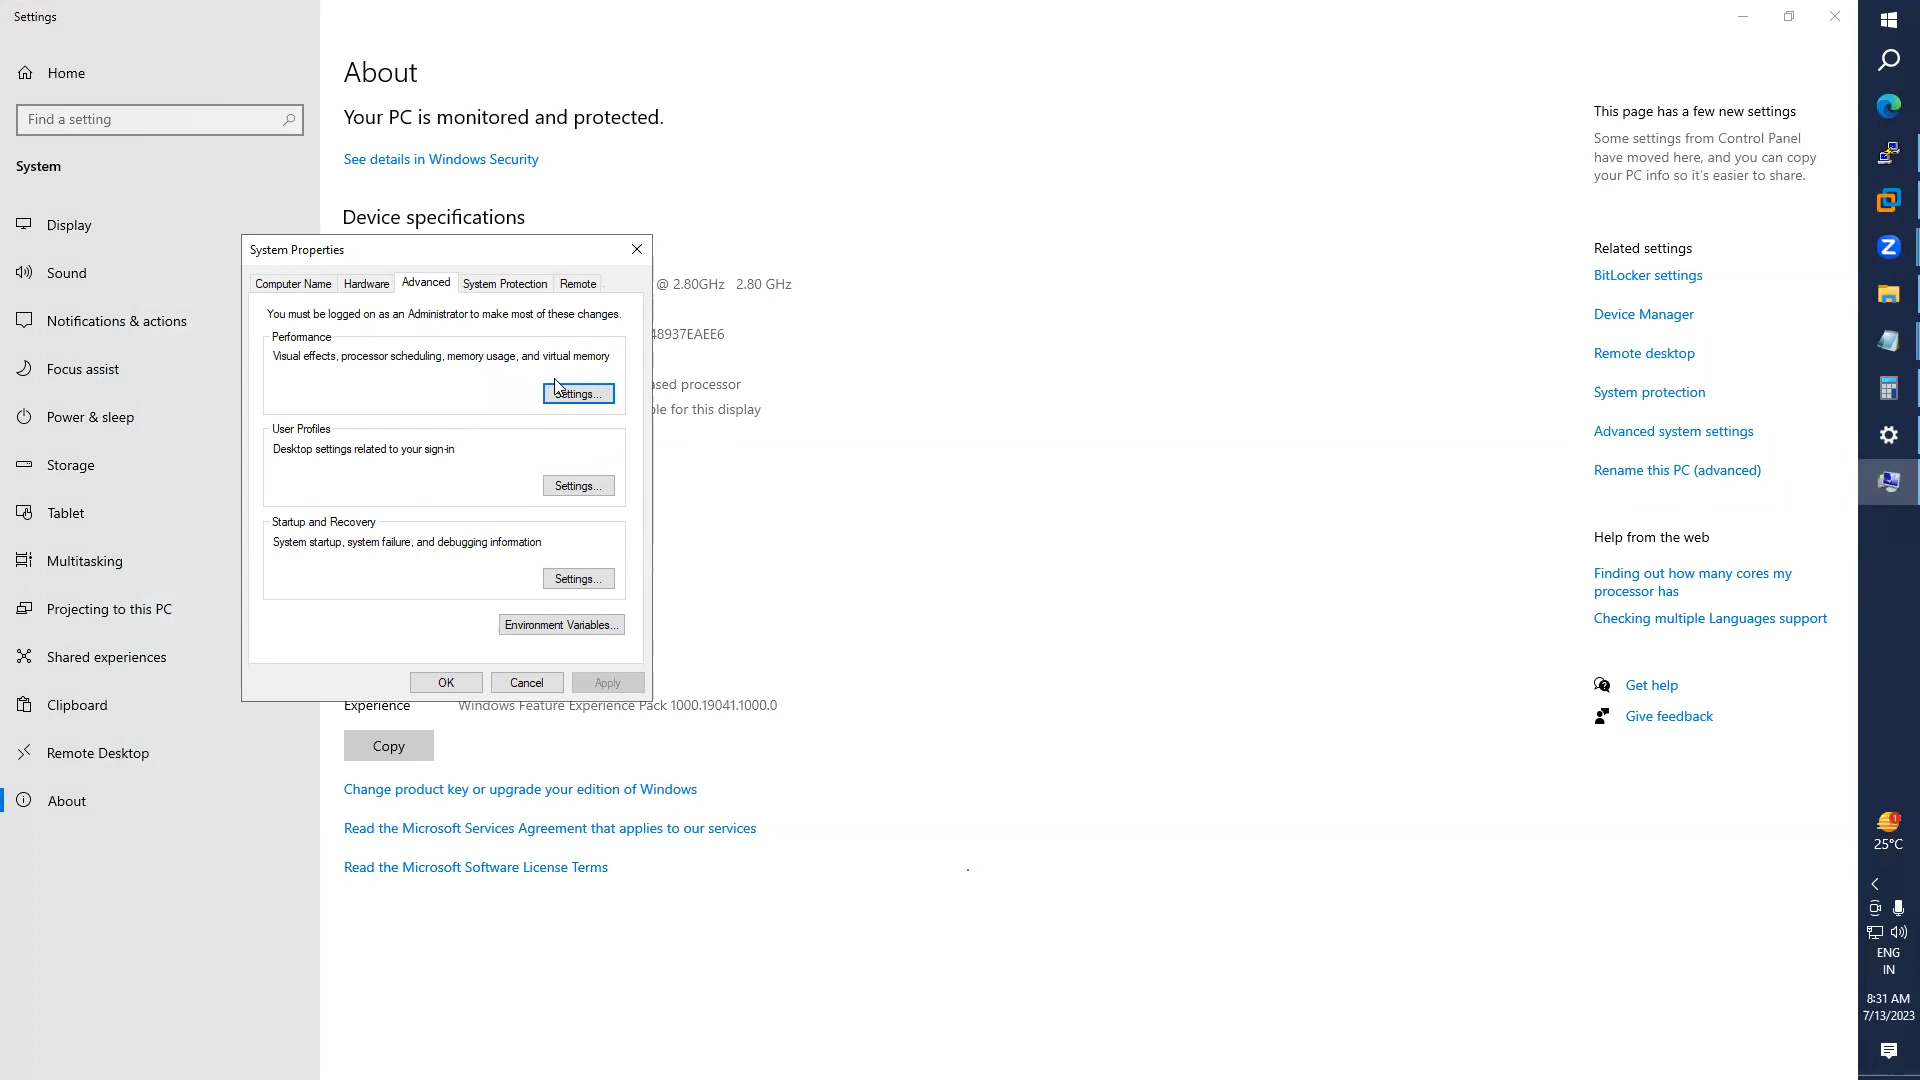 Settings
Home
Find a setting
System
Display
Sound
Notifications & actions
Focus assist
Power & sleep
Storage
Tablet
Multitasking
Projecting to this PC
Shared experiences
Clipboard
Remote Desktop
About
About
Your PC is monitored and protected.
See details in Windows Security
Device specifications
@ 2.80GHz 2.80 GHz
48937EAEE6
ased processor
ble for this display
System Properties
Computer Name
Hardware
Advanced
System Protection
Remote
You must be logged on as an Administrator to make most of these changes.
Performance
Visual effects, processor scheduling, memory usage, and virtual memory
Settings...
User Profiles
Desktop settings related to your sign-in
Settings...
Startup and Recovery
System startup, system failure, and debugging information
Settings...
Environment Variables...
OK
Cancel
Apply
Experience Windows Feature Experience Pack 1000.19041.1000.0
Copy
Change product key or upgrade your edition of Windows
Read the Microsoft Services Agreement that applies to our services
Read the Microsoft Software License Terms
This page has a few new settings
Some settings from Control Panel
have moved here, and you can copy
your PC info so it's easier to share.
Related settings
BitLocker settings
Device Manager
Remote desktop
System protection
Advanced system settings
Rename this PC (advanced)
Help from the web
Finding out how many cores my
processor has
Checking multiple Languages support
Get help
Give feedback
Z
1
25°C
ENG
IN
8:31 AM
7/13/2023